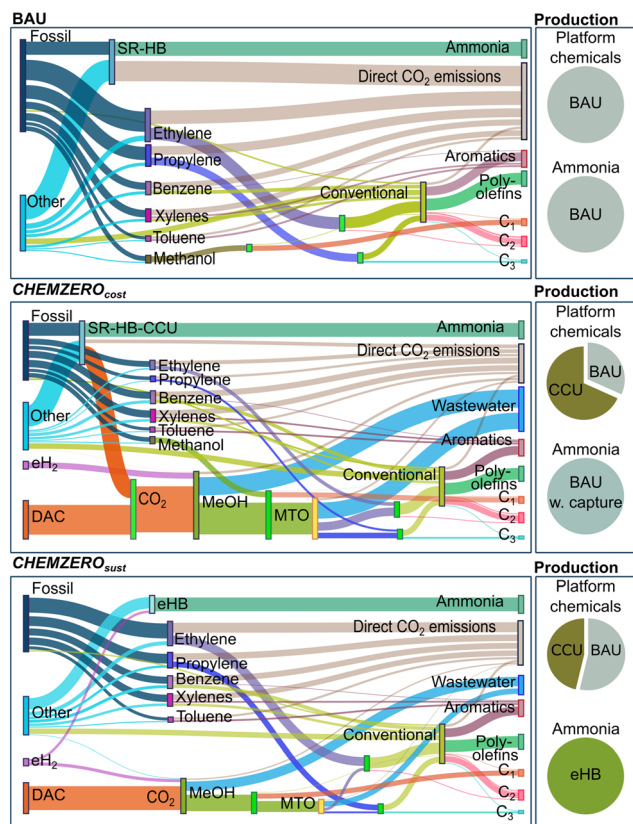 BAU
Production
Fossil
SR-HB
Ammonia
Direct CO₂ emissions
Ethylene
Propylene
Aromatics
Benzene
Conventional
Poly-
olefins
Other
Xylenes
C₁
Toluene
C₂
Methanol
C₃
Platform
chemicals
BAU
Ammonia
BAU
CHEMZEROcost
Production
Fossil
SR-HB-CCU
Ammonia
Direct CO₂ emissions
Ethylene
Propylene
Benzene
Wastewater
Other
Xylenes
Toluene
Aromatics
Methanol
eH₂
Conventional
Poly-
olefins
CO₂
MeOH
C₁
DAC
MTO
C₂
C₃
Platform
chemicals
BAU
CCU
Ammonia
BAU
w. capture
CHEMZEROsust
Production
Fossil
eHB
Ammonia
Direct CO₂ emissions
Ethylene
Propylene
Benzene
Wastewater
Xylenes
Aromatics
Other
Toluene
Conventional
Poly-
olefins
eH₂
C₁
DAC
CO₂
MeOH
MTO
C₂
C₃
Platform
chemicals
CCU
BAU
Ammonia
eHB